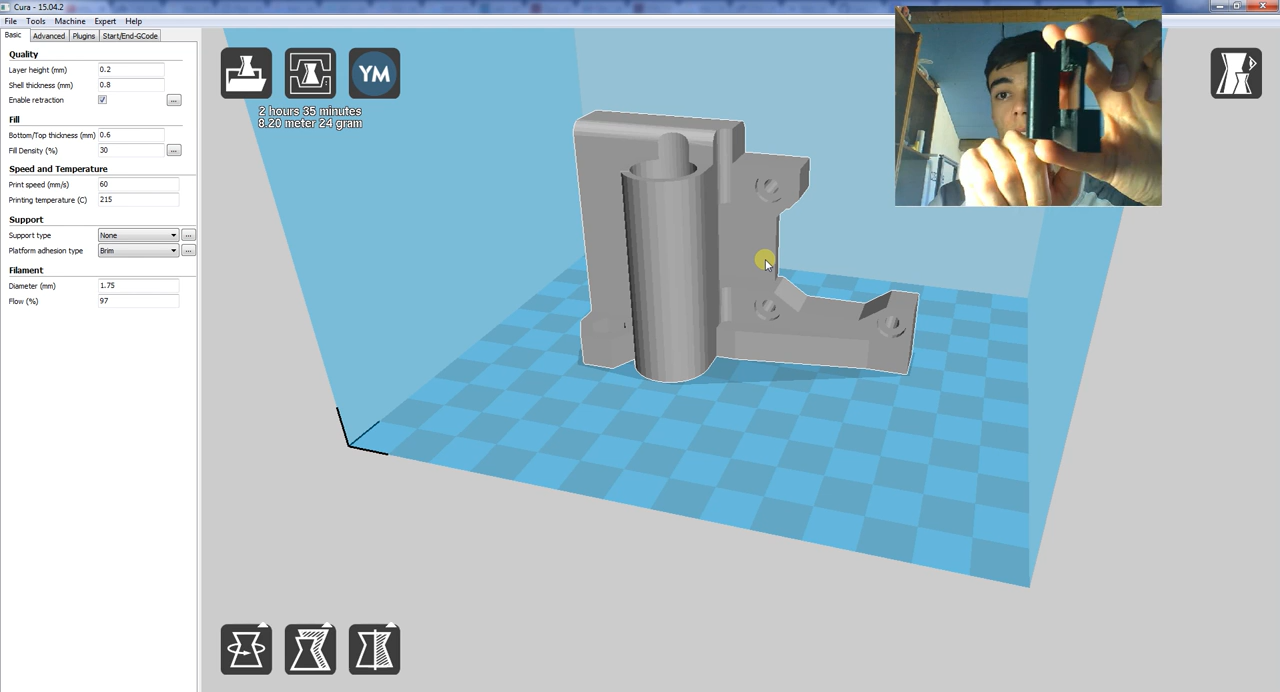 Cura - 15.04.2
File Tools Machine Expert Help
Basic Advanced Plugins Start/End-GCode
Quality
Layer height (mm) 0.2
Shell thickness (mm) 0.8
Enable retraction ...
Fill
Bottom/Top thickness (mm) 0.6
Fill Density (%) 30 ...
Speed and Temperature
Print speed (mm/s) 60
Printing temperature (C) 215
Support
Support type None ...
Platform adhesion type Brim ...
Filament
Diameter (mm) 1.75
Flow (%) 97
YM
2 hours 35 minutes
8.20 meter 24 gram